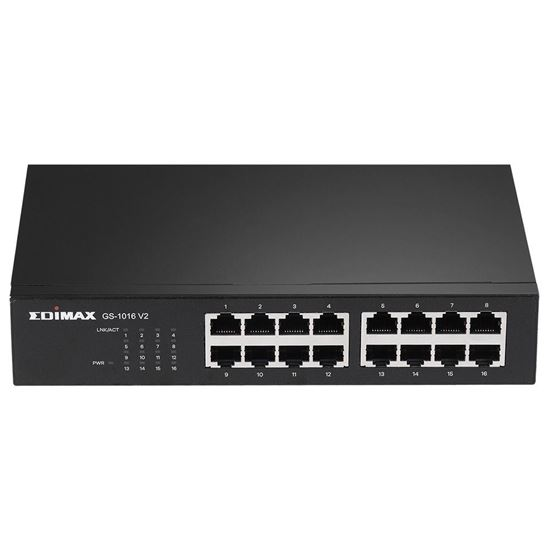 EDIMAX GS-1016 V2
1 2 3 4 5 6 7 8
LNK/ACT
1 2 3 4
5 6 7 8
9 10 11 12
PWR
13 14 15 16
9 10 11 12 13 14 15 16